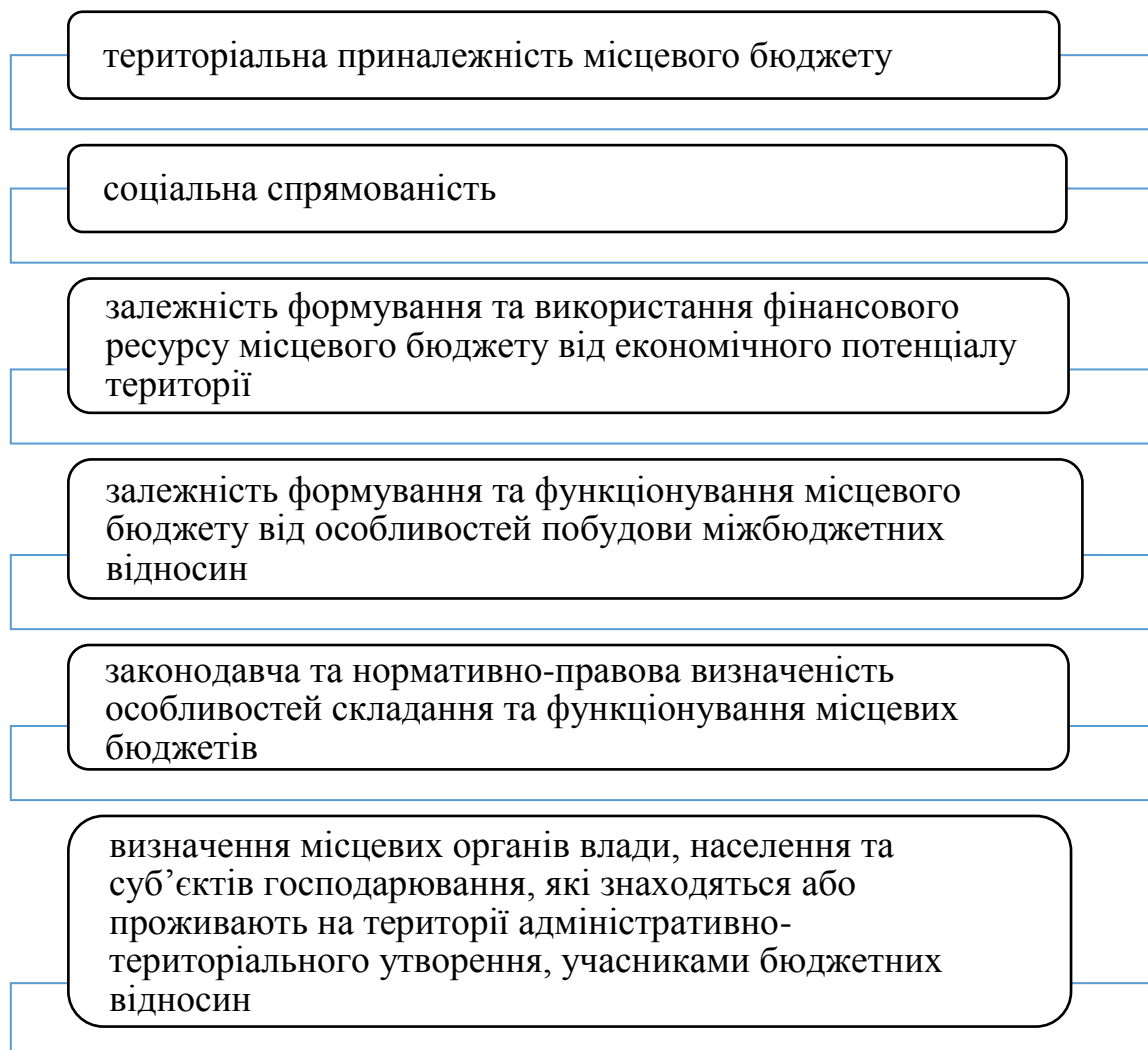 територіальна приналежність місцевого бюджету
соціальна спрямованість
залежність формування та використання фінансового
ресурсу місцевого бюджету від економічного потенціалу
території
залежність формування та функціонування місцевого
бюджету від особливостей побудови міжбюджетних
відносин
законодавча та нормативно-правова визначеність
особливостей складання та функціонування місцевих
бюджетів
визначення місцевих органів влади, населення та
суб’єктів господарювання, які знаходяться або
проживають на території адміністративно-
територіального утворення, учасниками бюджетних
відносин